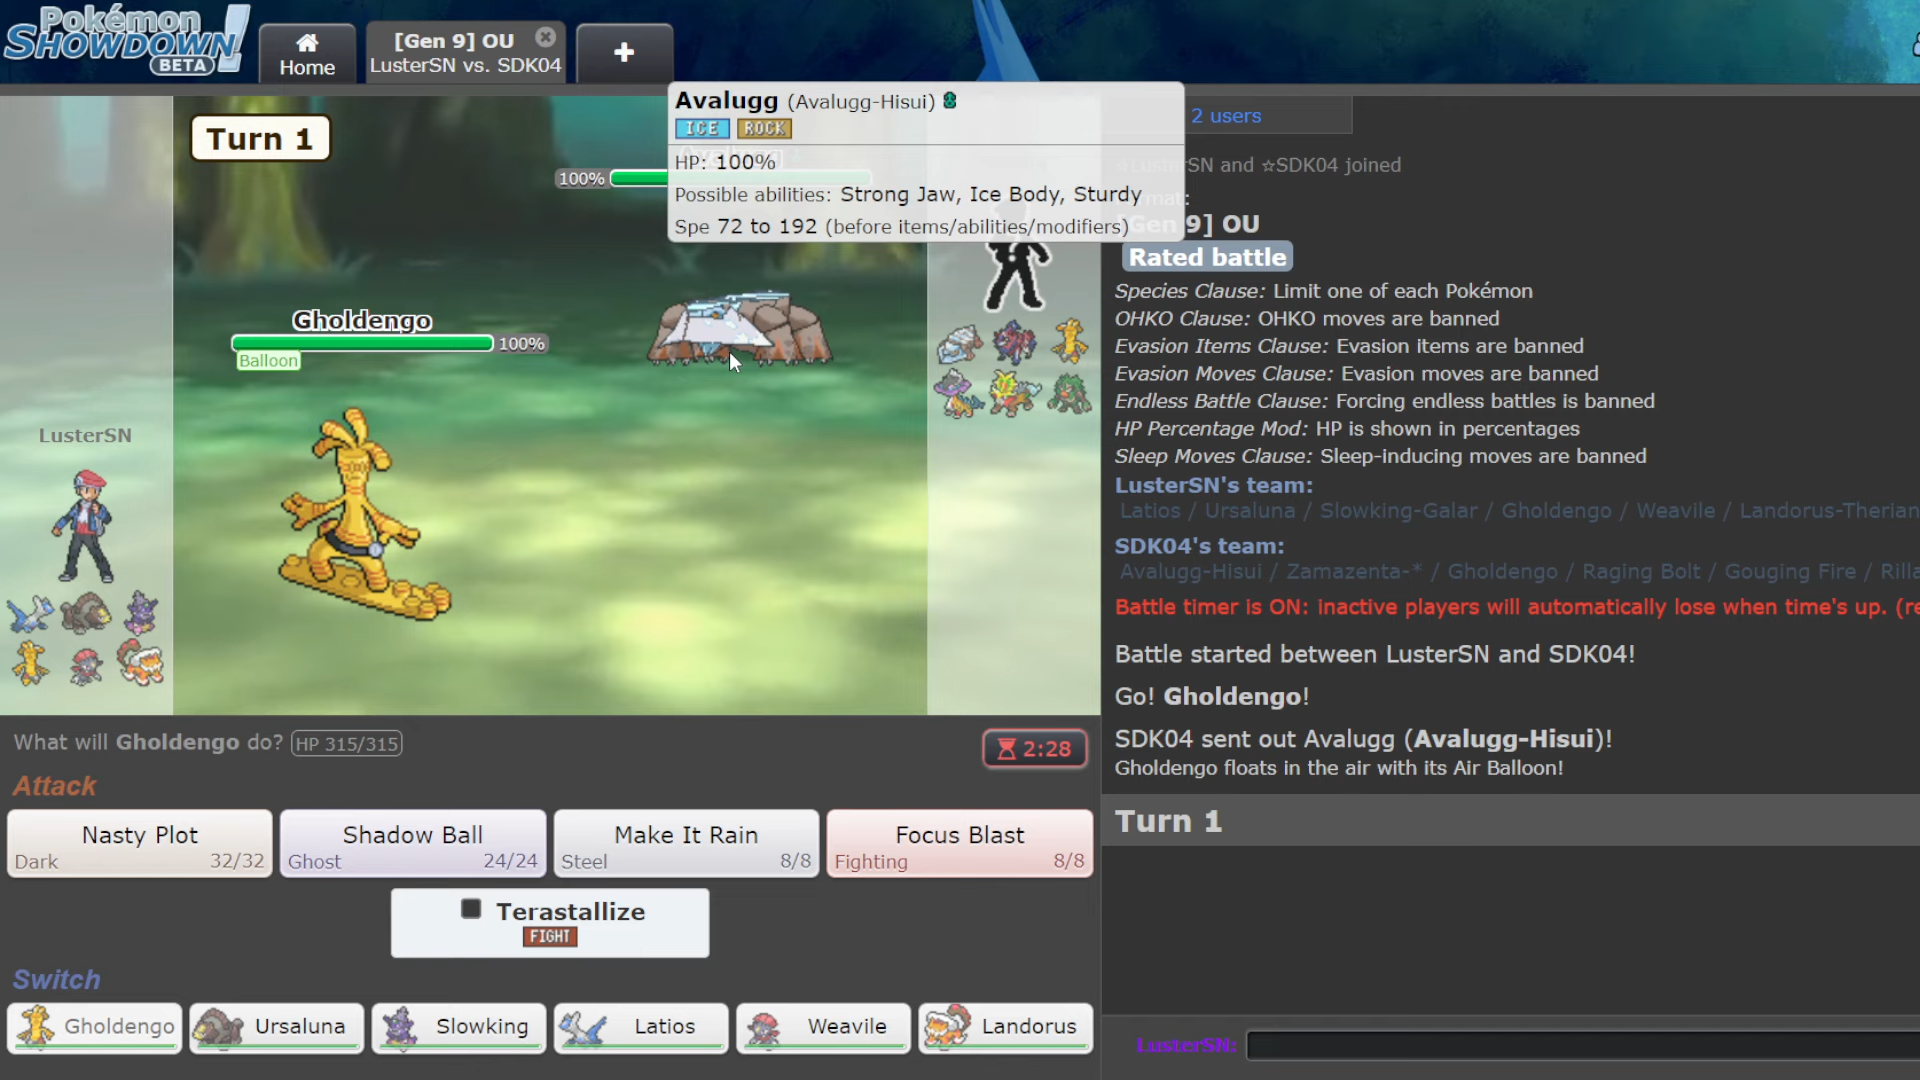 Pokémon
SHOWDOWN!
BETA
Home
[Gen 9] OU
LusterSN vs. SDK04
+
Avalugg (Avalugg-Hisui)
ICE ROCK
HP: 100%
Possible abilities: Strong Jaw, Ice Body, Sturdy
Spe 72 to 192 (before items/abilities/modifiers)
Turn 1
100%
Gholdengo
100%
Balloon
LusterSN
What will Gholdengo do? HP 315/315
2:28
Attack
Nasty Plot
Dark 32/32
Shadow Ball
Ghost 24/24
Make It Rain
Steel 8/8
Focus Blast
Fighting 8/8
Terastallize
FIGHT
Switch
Gholdengo
Ursaluna
Slowking
Latios
Weavile
Landorus
2 users
SN and ☆SDK04 joined
[Gen 9] OU
Rated battle
Species Clause: Limit one of each Pokémon
OHKO Clause: OHKO moves are banned
Evasion Items Clause: Evasion items are banned
Evasion Moves Clause: Evasion moves are banned
Endless Battle Clause: Forcing endless battles is banned
HP Percentage Mod: HP is shown in percentages
Sleep Moves Clause: Sleep-inducing moves are banned
LusterSN's team:
Latios / Ursaluna / Slowking-Galar / Gholdengo / Weavile / Landorus-Therian
SDK04's team:
Avalugg-Hisui / Zamazenta-* / Gholdengo / Raging Bolt / Gouging Fire / Rilla
Battle timer is ON: inactive players will automatically lose when time's up. (re
Battle started between LusterSN and SDK04!
Go! Gholdengo!
SDK04 sent out Avalugg (Avalugg-Hisui)!
Gholdengo floats in the air with its Air Balloon!
Turn 1
LusterSN: